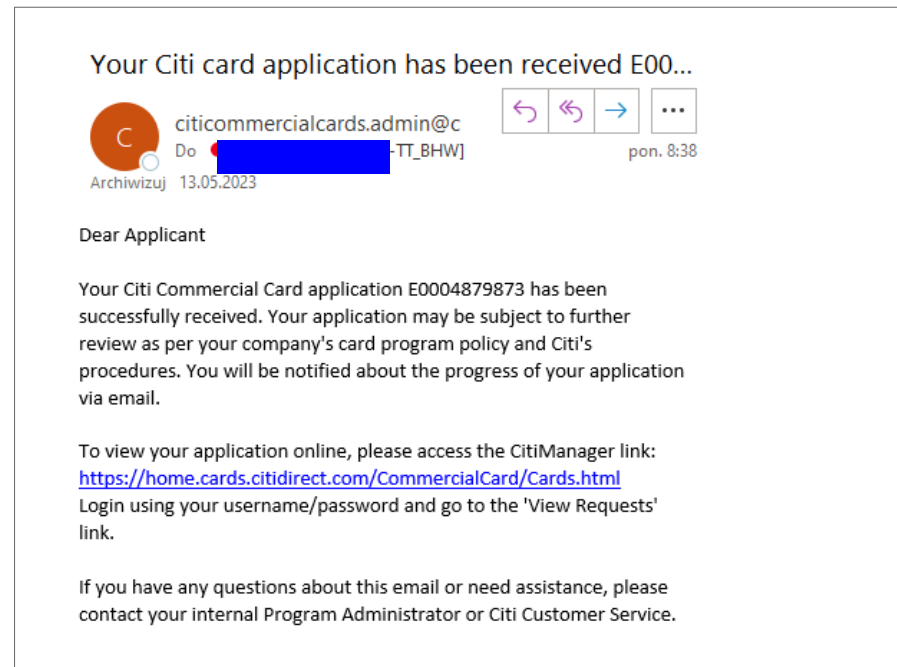 Your Citi card application has been received E00...
C
citicommercialcards.admin@c
Do -TT_BHW]
pon. 8:38
Archiwizuj 13.05.2023
Dear Applicant
Your Citi Commercial Card application E0004879873 has been
successfully received. Your application may be subject to further
review as per your company's card program policy and Citi's
procedures. You will be notified about the progress of your application
via email.
To view your application online, please access the CitiManager link:
https://home.cards.citidirect.com/CommercialCard/Cards.html
Login using your username/password and go to the 'View Requests'
link.
If you have any questions about this email or need assistance, please
contact your internal Program Administrator or Citi Customer Service.